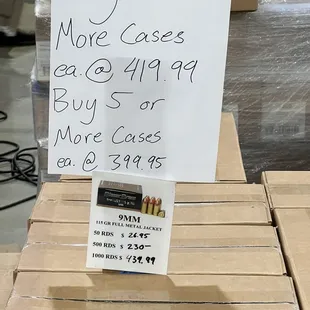 More Cases
ea. @ 419.99
Buy 5 or
More Cases
ea. @ 399.95
9MM
115 GR FULL METAL JACKET
50 RDS $ 26.95
500 RDS $ 230-
1000 RDS $ 439.99